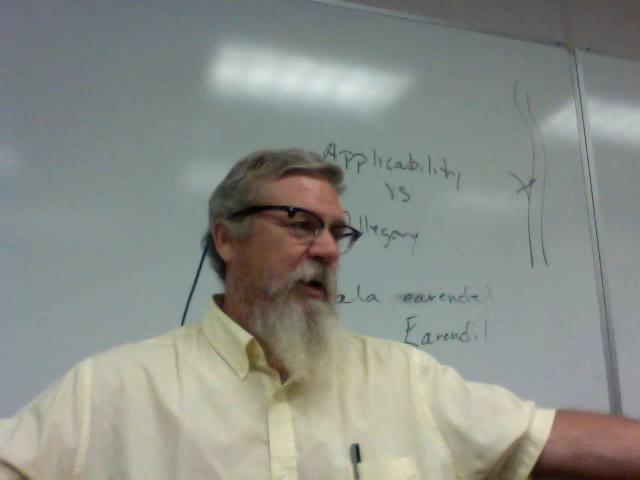 Applicability
vs
Allegory
ala earendel
Earendil